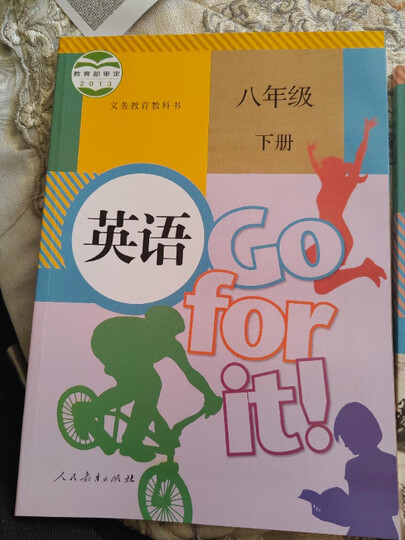 教育部审定
2013
义务教育教科书
八年级
下册
英语
Go
for
it!
人民教育出版社